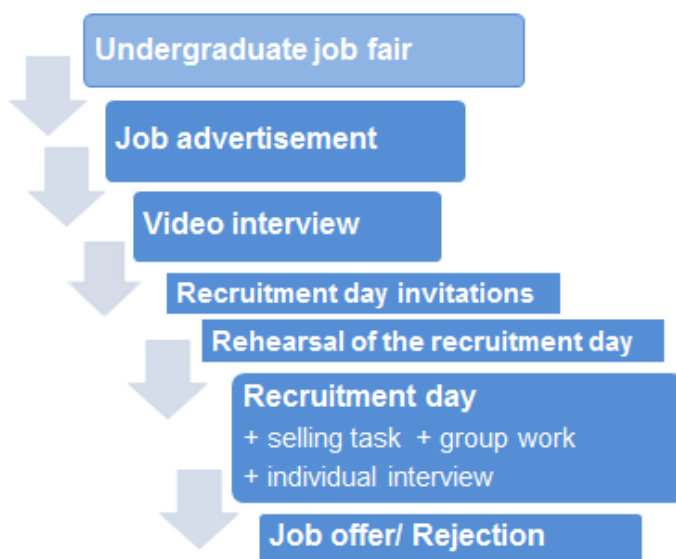 Undergraduate job fair
Job advertisement
Video interview
Recruitment day invitations
Rehearsal of the recruitment day
Recruitment day
+ selling task + group work
+ individual interview
Job offer/ Rejection